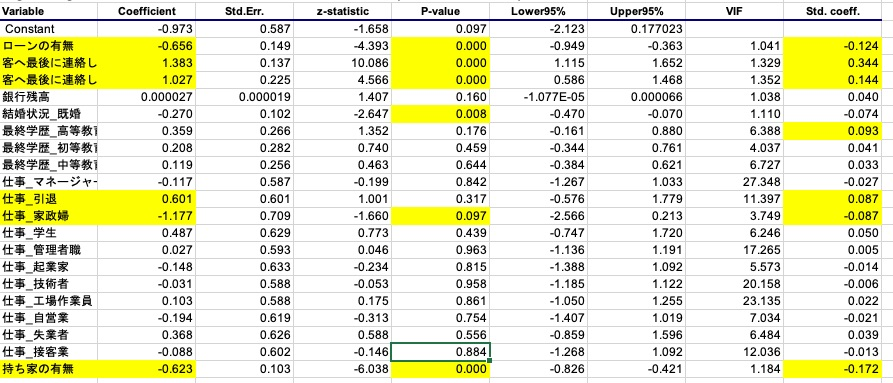 Variable Coefficient Std.Err. z-statistic P-value Lower95% Upper95% VIF Std. coeff.
Constant -0.973 0.587 -1.658 0.097 -2.123 0.177023
ローンの有無 -0.656 0.149 -4.393 0.000 -0.949 -0.363 1.041 -0.124
客へ最後に連絡し 1.383 0.137 10.086 0.000 1.115 1.652 1.329 0.344
客へ最後に連絡し 1.027 0.225 4.566 0.000 0.586 1.468 1.352 0.144
銀行残高 0.000027 0.000019 1.407 0.160 -1.077E-05 0.000066 1.038 0.040
結婚状況_既婚 -0.270 0.102 -2.647 0.008 -0.470 -0.070 1.110 -0.074
最終学歴_高等教育 0.359 0.266 1.352 0.176 -0.161 0.880 6.388 0.093
最終学歴_初等教育 0.208 0.282 0.740 0.459 -0.344 0.761 4.037 0.041
最終学歴_中等教育 0.119 0.256 0.463 0.644 -0.384 0.621 6.727 0.033
仕事_マネージャー -0.117 0.587 -0.199 0.842 -1.267 1.033 27.348 -0.027
仕事_引退 0.601 0.601 1.001 0.317 -0.576 1.779 11.397 0.087
仕事_家政婦 -1.177 0.709 -1.660 0.097 -2.566 0.213 3.749 -0.087
仕事_学生 0.487 0.629 0.773 0.439 -0.747 1.720 6.246 0.050
仕事_管理者職 0.027 0.593 0.046 0.963 -1.136 1.191 17.265 0.005
仕事_起業家 -0.148 0.633 -0.234 0.815 -1.388 1.092 5.573 -0.014
仕事_技術者 -0.031 0.588 -0.053 0.958 -1.185 1.122 20.158 -0.006
仕事_工場作業員 0.103 0.588 0.175 0.861 -1.050 1.255 23.135 0.022
仕事_自営業 -0.194 0.619 -0.313 0.754 -1.407 1.019 7.034 -0.021
仕事_失業者 0.368 0.626 0.588 0.556 -0.859 1.596 6.484 0.039
仕事_接客業 -0.088 0.602 -0.146 0.884 -1.268 1.092 12.036 -0.013
持ち家の有無 -0.623 0.103 -6.038 0.000 -0.826 -0.421 1.184 -0.172